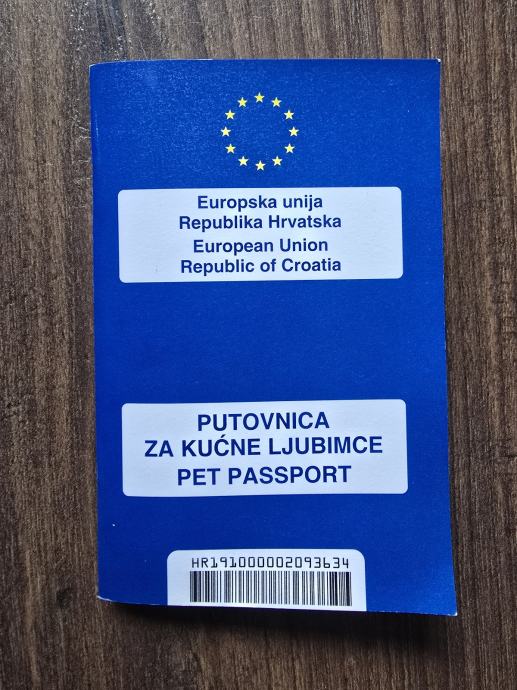 Europska unija
Republika Hrvatska
European Union
Republic of Croatia
PUTOVNICA
ZA KUĆNE LJUBIMCE
PET PASSPORT
HR191000002093634